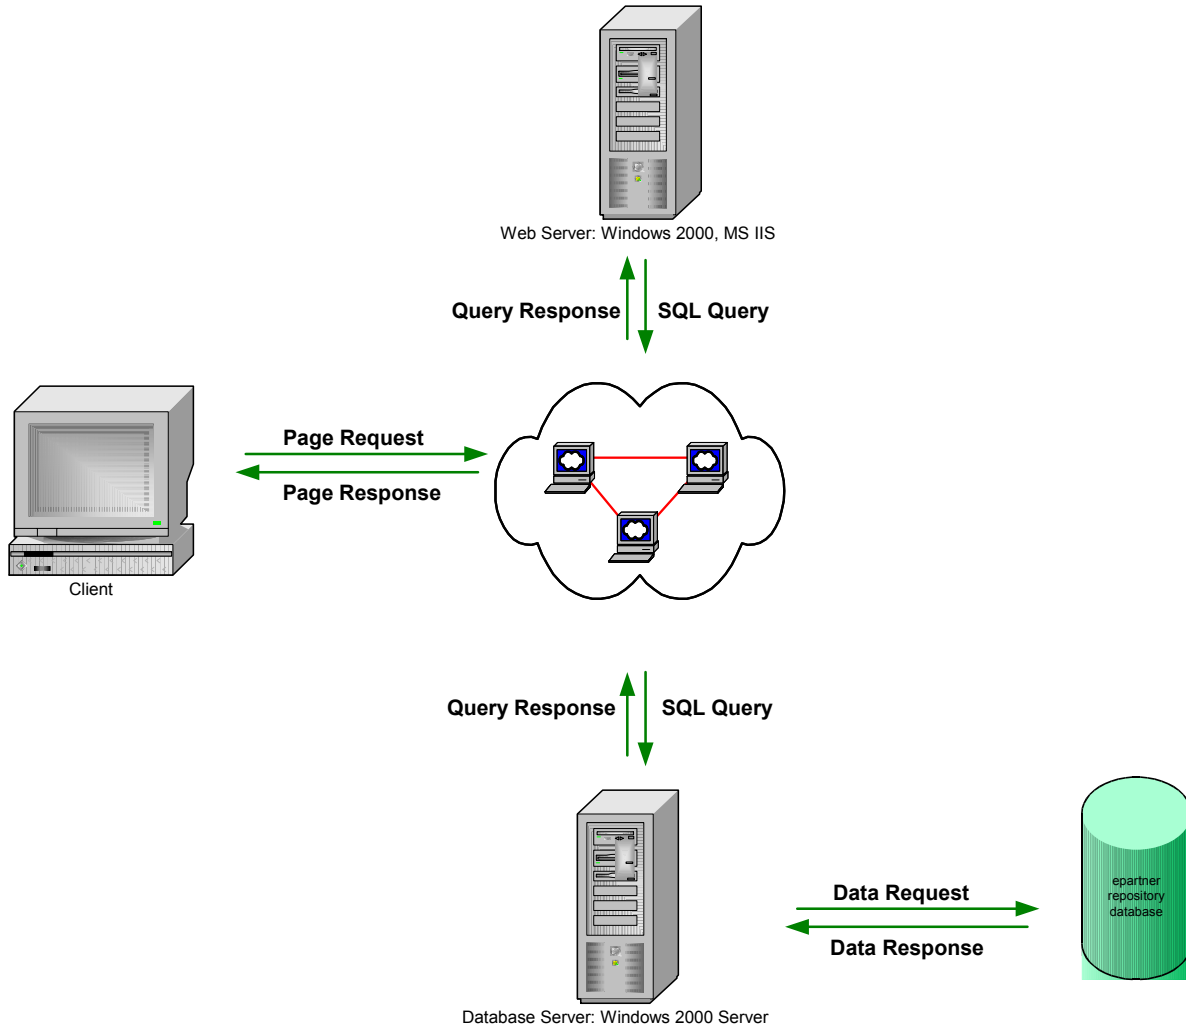 Web Server: Windows 2000, MS IIS
Query Response
SQL Query
Page Request
Page Response
Client
Query Response
SQL Query
epartner
repository
database
Data Request
Data Response
Database Server: Windows 2000 Server